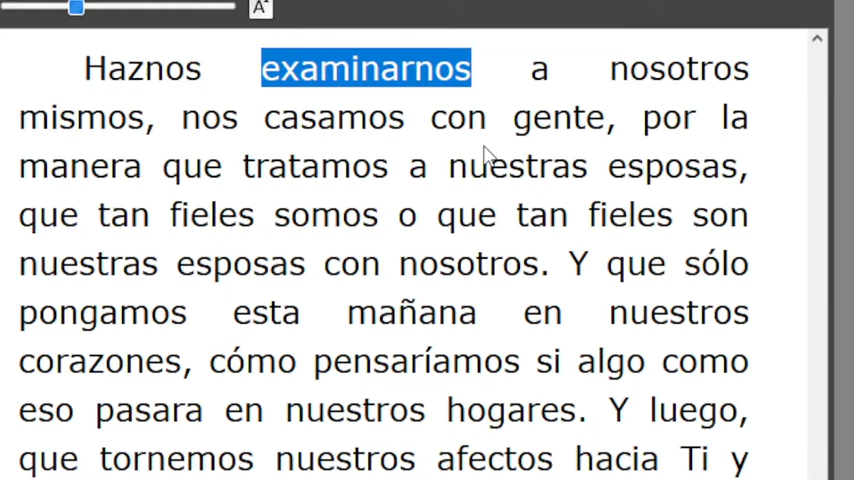 A
Haznos examinarnos a nosotros
mismos, nos casamos con gente, por la
manera que tratamos a nuestras esposas,
que tan fieles somos o que tan fieles son
nuestras esposas con nosotros. Y que sólo
pongamos esta mañana en nuestros
corazones, cómo pensaríamos si algo como
eso pasara en nuestros hogares. Y luego,
que tornemos nuestros afectos hacia Ti y